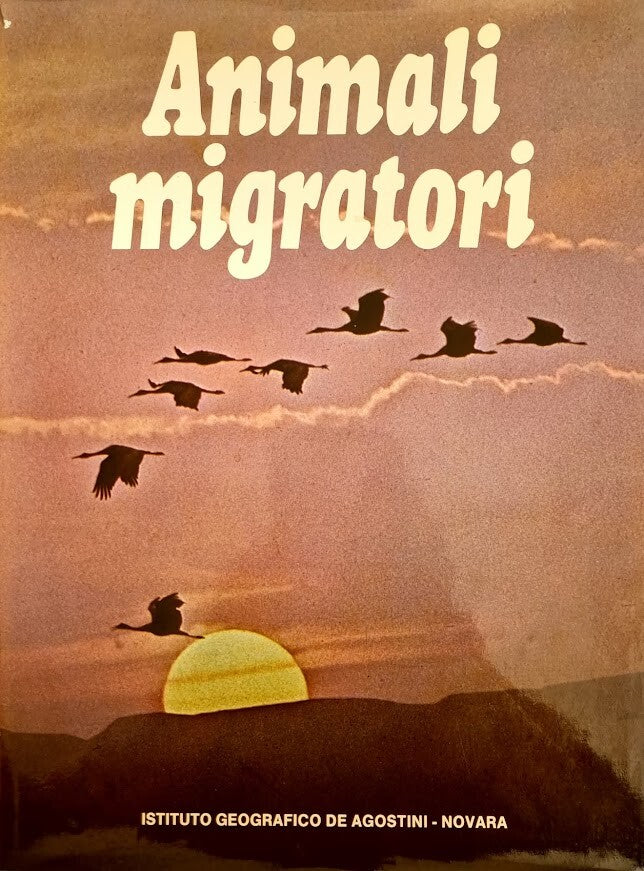 Animali
migratori
ISTITUTO GEOGRAFICO DE AGOSTINI - NOVARA